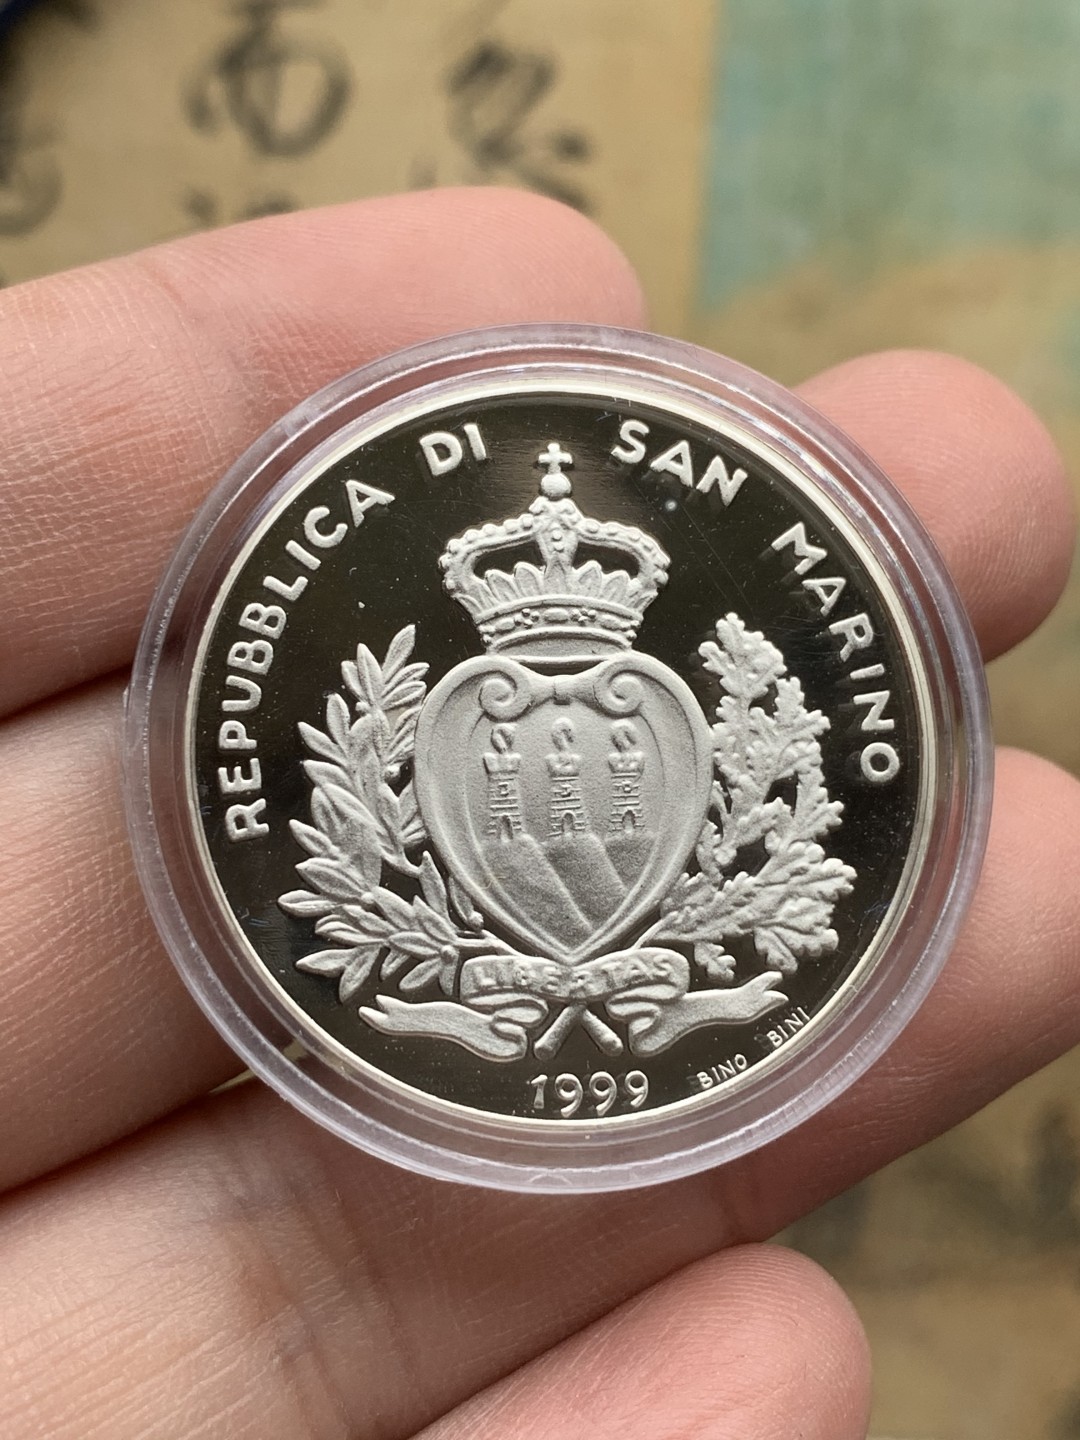 REPUBBLICA DI SAN MARINO
LIBERTAS
1999
BINO BINI